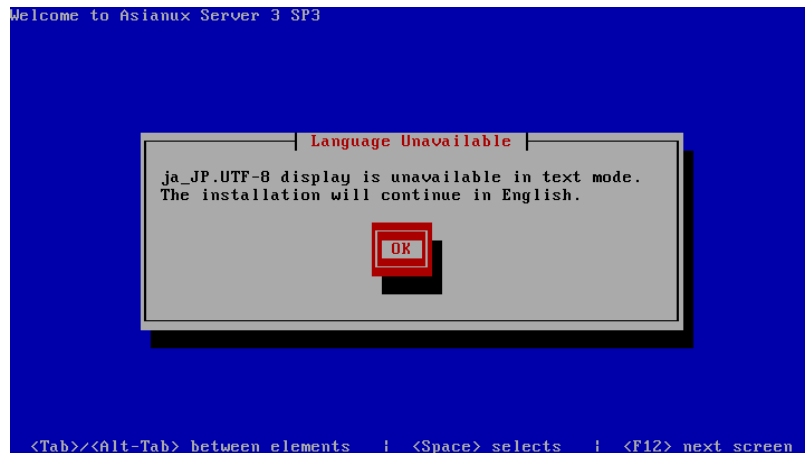 Welcome to Asianux Server 3 SP3
Language Unavailable
ja_JP.UTF-8 display is unavailable in text mode.
The installation will continue in English.
OK
<Tab>/<Alt-Tab> between elements | <Space> selects | <F12> next screen